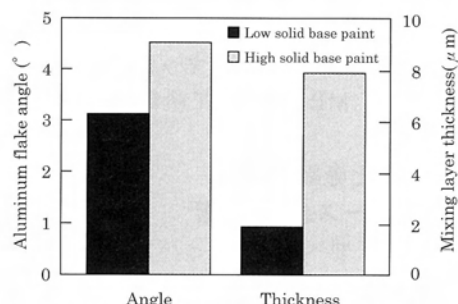 Aluminum flake angle (°)
5
4
3
2
1
0
Low solid base paint
High solid base paint
10
8
6
4
2
0
Mixing layer thickness(μm)
Angle
Thickness